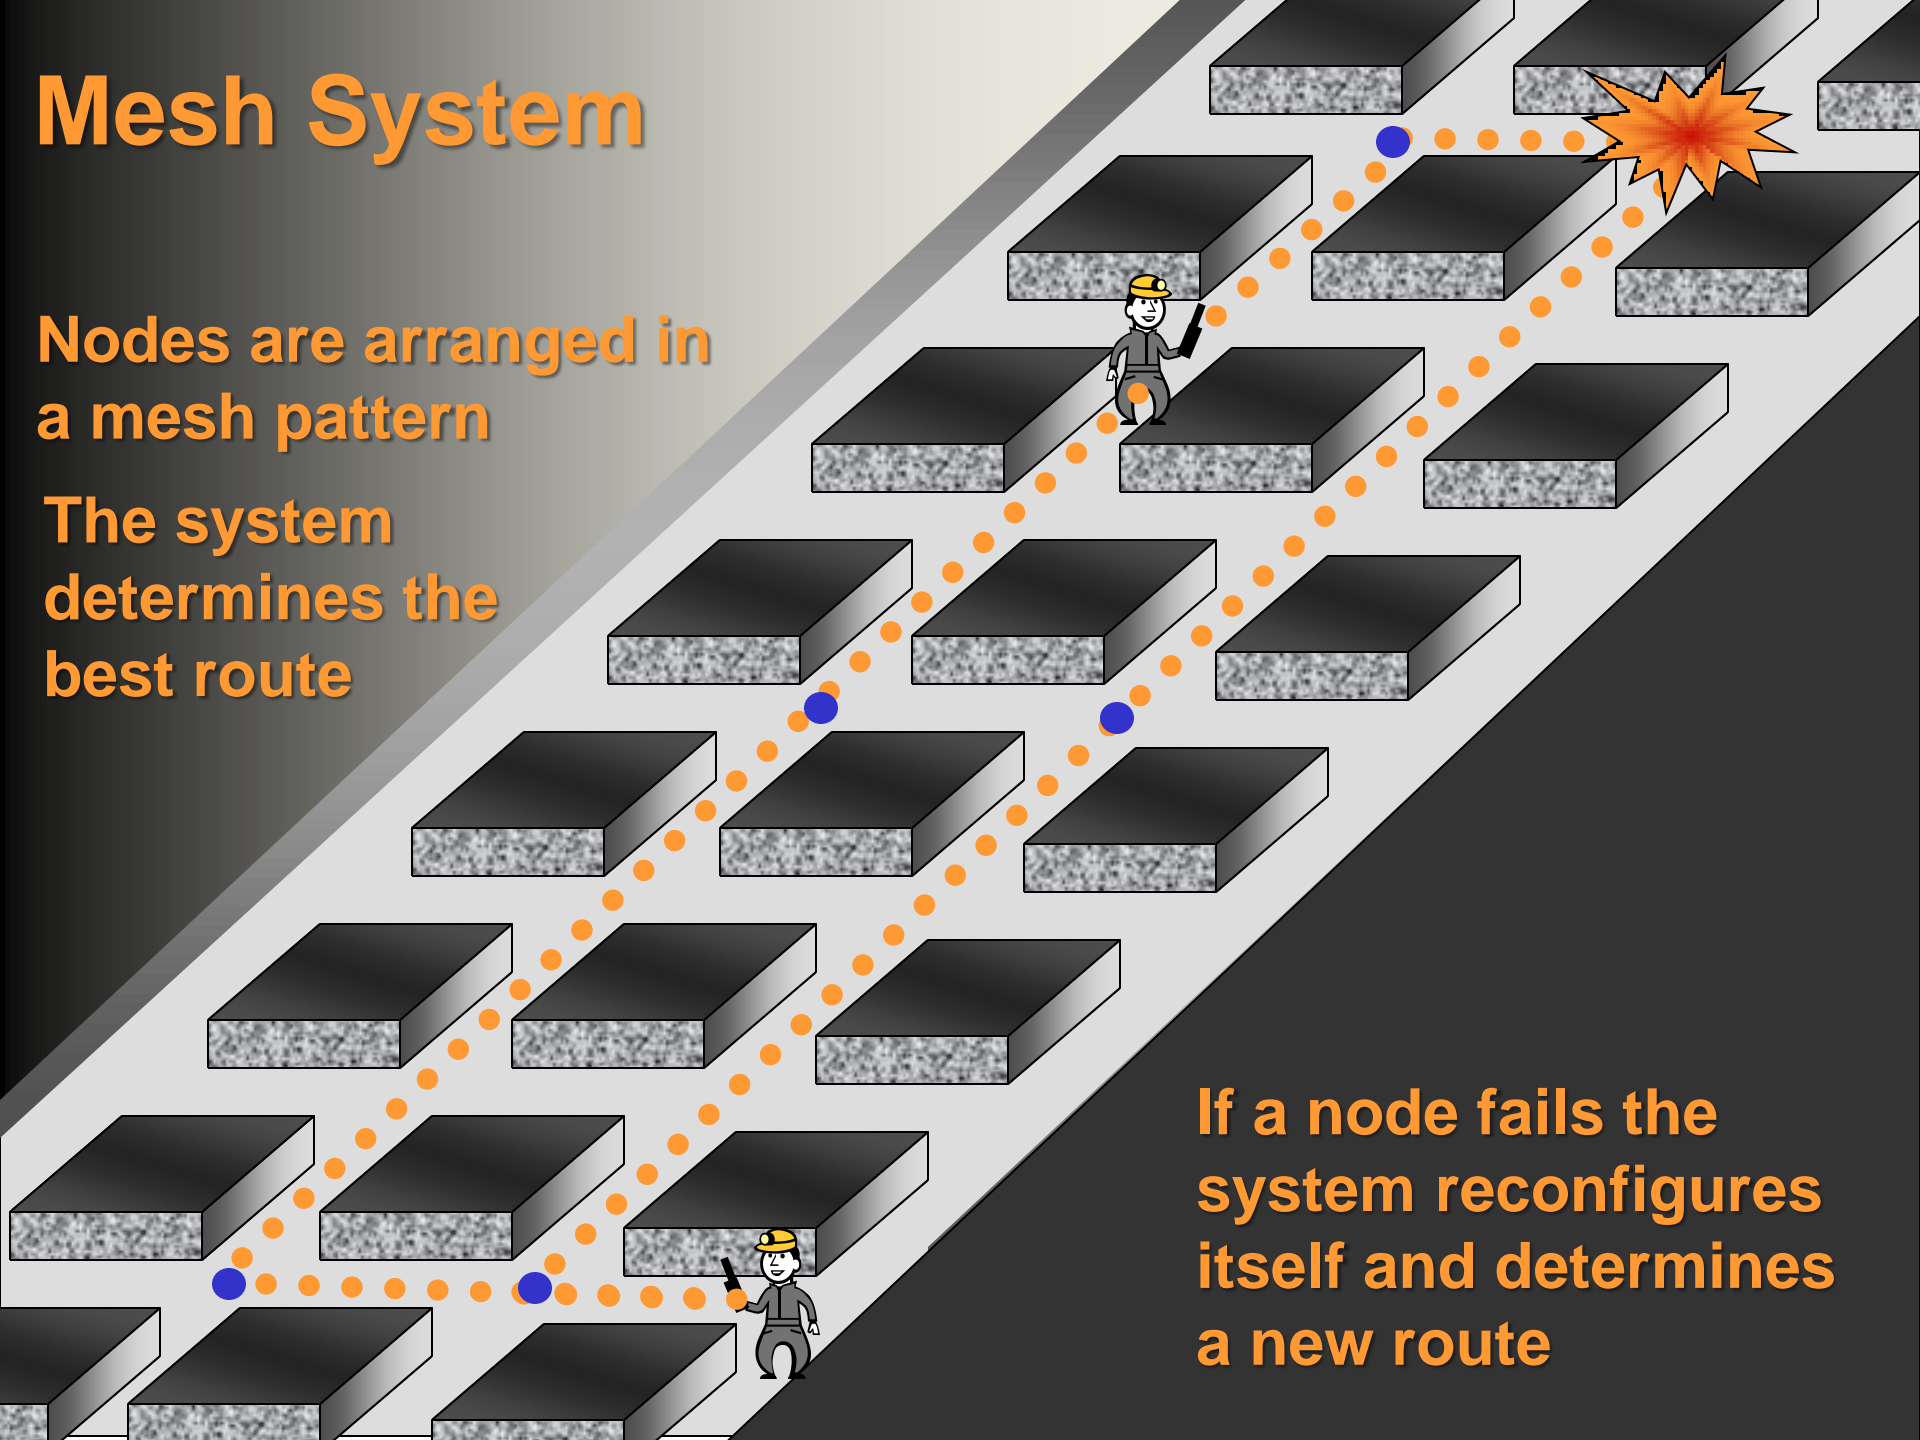 Mesh System
Nodes are arranged in
a mesh pattern
The system
determines the
best route
If a node fails the
system reconfigures
itself and determines
a new route